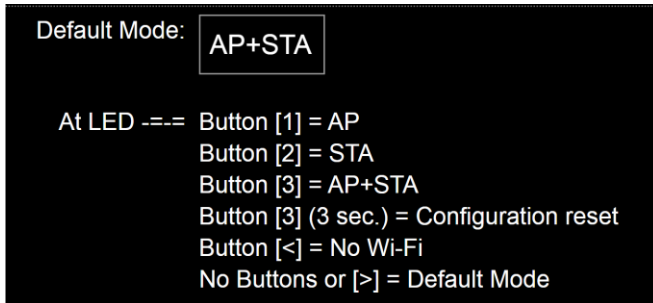 Default Mode: AP+STA
At LED -=-= Button [1] = AP
Button [2] = STA
Button [3] = AP+STA
Button [3] (3 sec.) = Configuration reset
Button [<] = No Wi-Fi
No Buttons or [>] = Default Mode